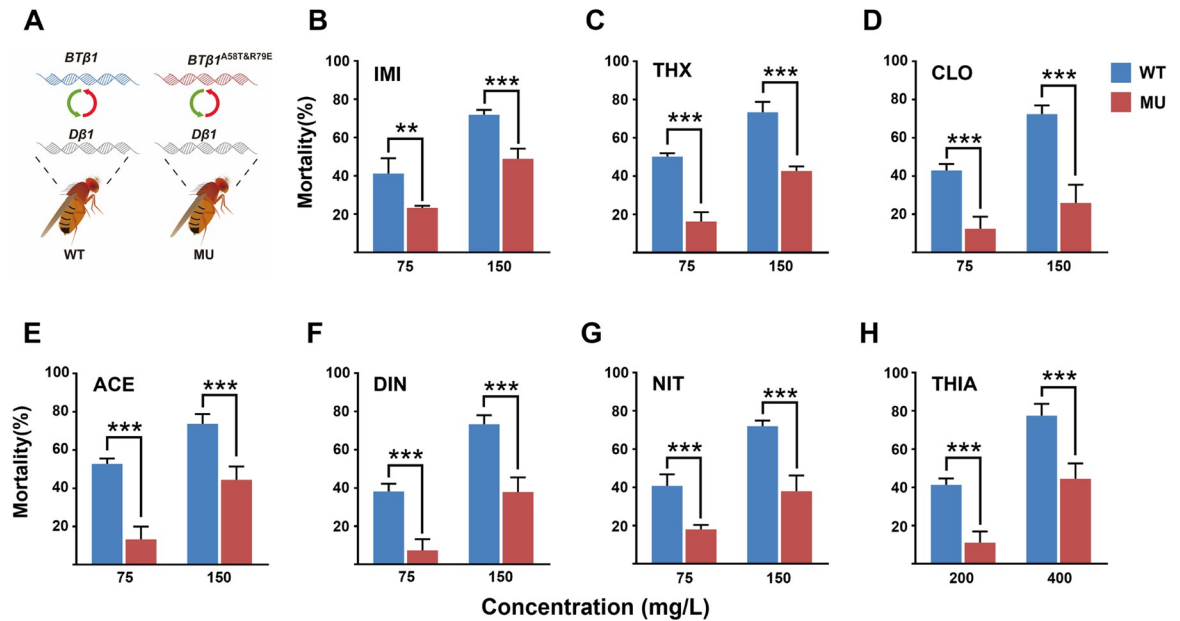 A
BTβ1 BTβ1A58T&R79E
Dβ1 Dβ1
WT MU
B
IMI
Mortality(%)
100
80
60
40
20
** ***
75 150
C
THX
100
80
60
40
20
*** ***
75 150
D
CLO
100
80
60
40
20
*** ***
75 150
WT
MU
E
ACE
Mortality(%)
100
80
60
40
20
*** ***
75 150
F
DIN
100
80
60
40
20
*** ***
75 150
G
NIT
100
80
60
40
20
*** ***
75 150
H
THIA
100
80
60
40
20
*** ***
200 400
Concentration (mg/L)